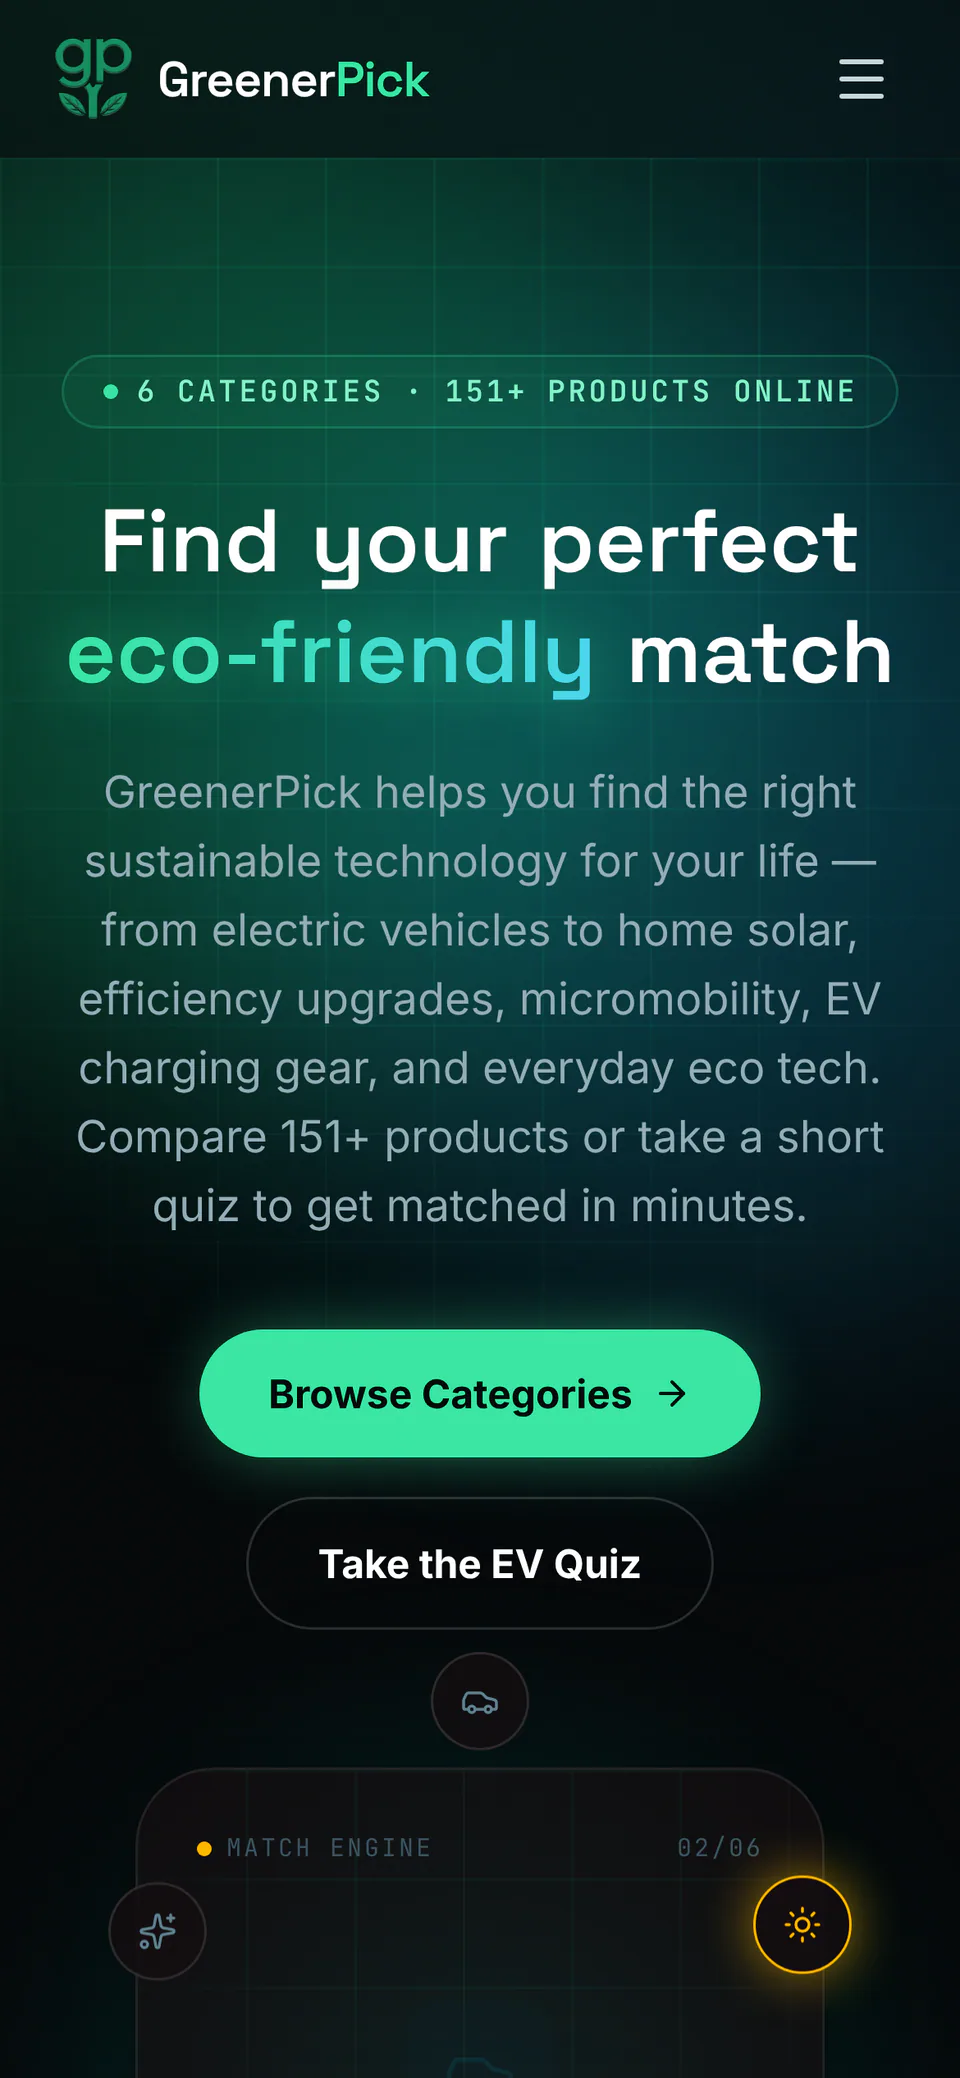 gp
GreenerPick
6 CATEGORIES · 151+ PRODUCTS ONLINE
Find your perfect
eco-friendly match
GreenerPick helps you find the right
sustainable technology for your life —
from electric vehicles to home solar,
efficiency upgrades, micromobility, EV
charging gear, and everyday eco tech.
Compare 151+ products or take a short
quiz to get matched in minutes.
Browse Categories →
Take the EV Quiz
MATCH ENGINE 02/06